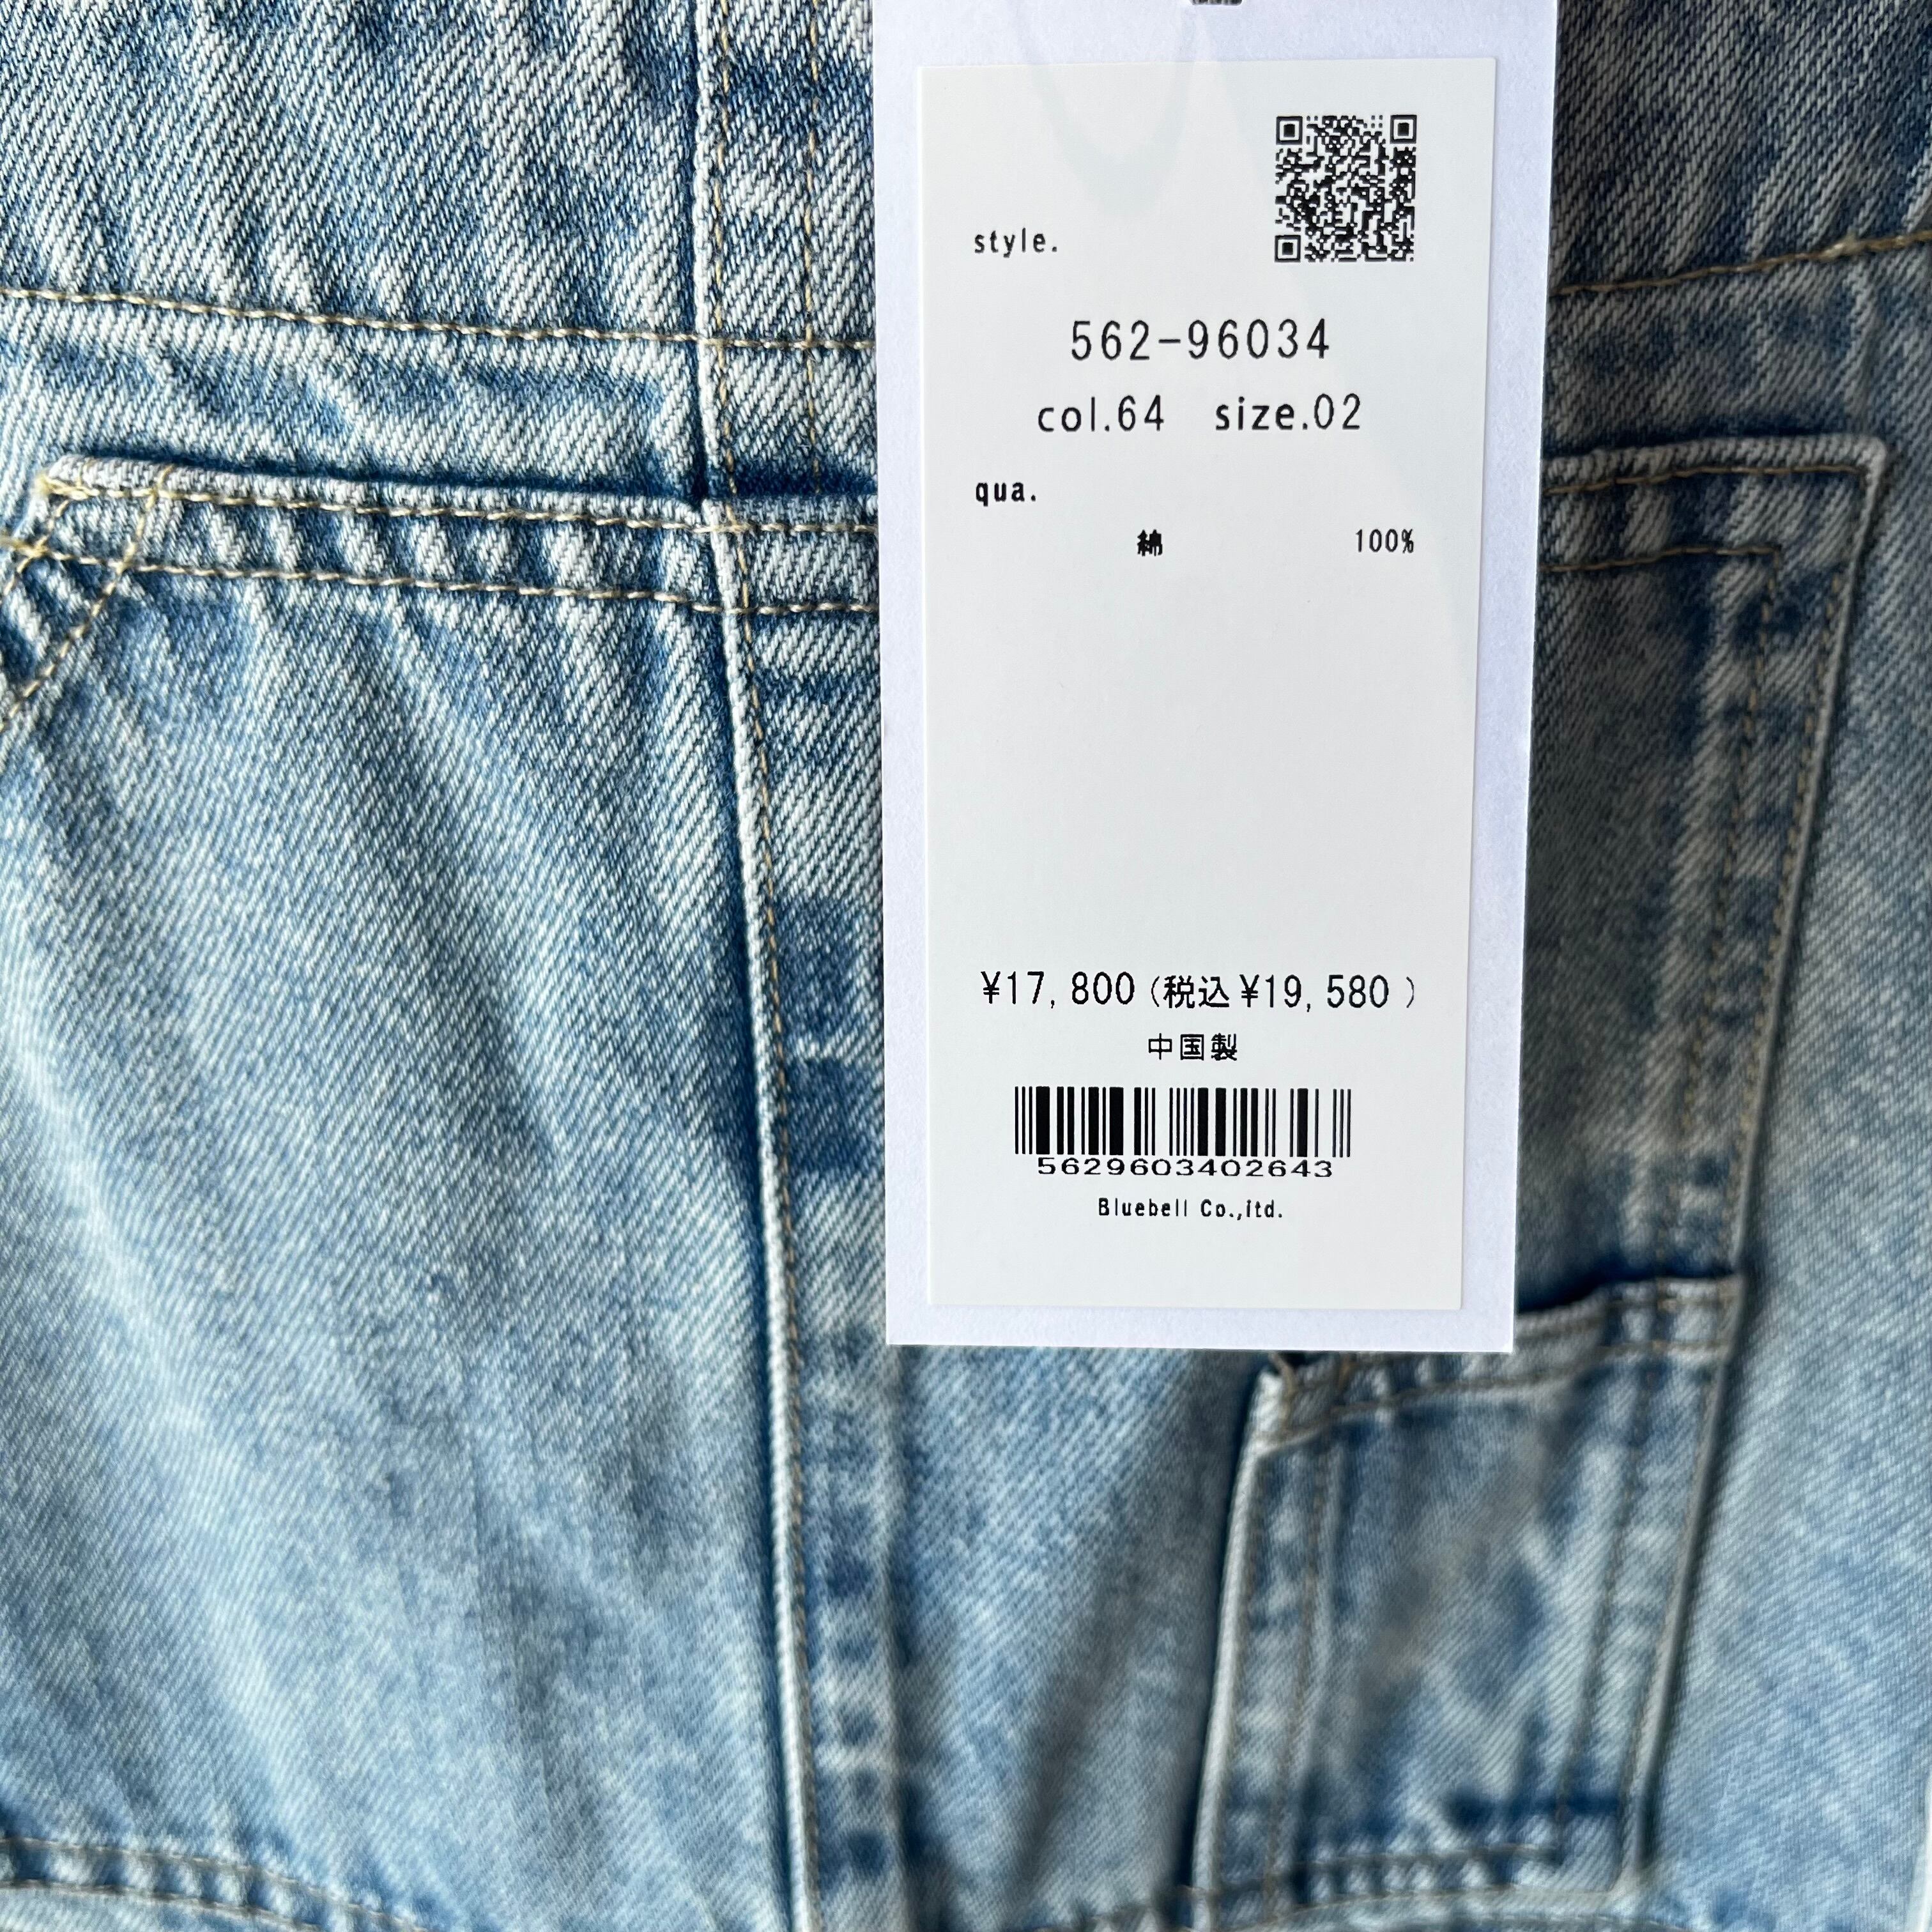 style.
562-96034
col.64 size.02
qua.
綿 100%
¥17,800(税込¥19,580)
中国製
5629603402643
Bluebell Co.,itd.